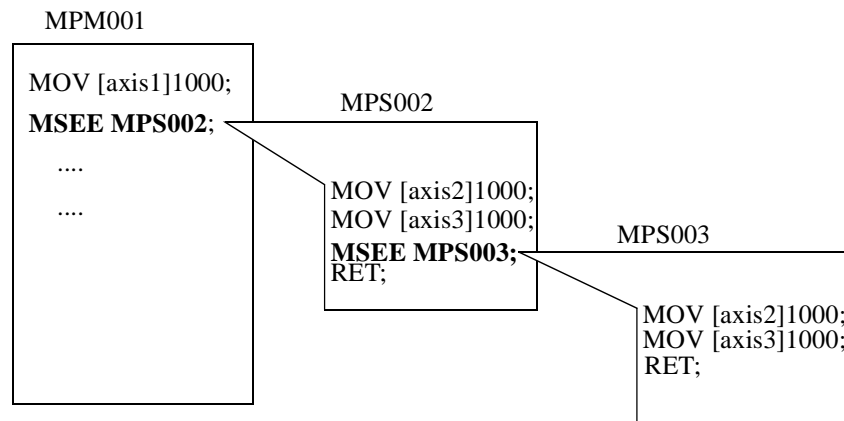 MPM001
MOV [axis1]1000;
MSEE MPS002;
....
....
MPS002
MOV [axis2]1000;
MOV [axis3]1000;
MSEE MPS003;
RET;
MPS003
MOV [axis2]1000;
MOV [axis3]1000;
RET;